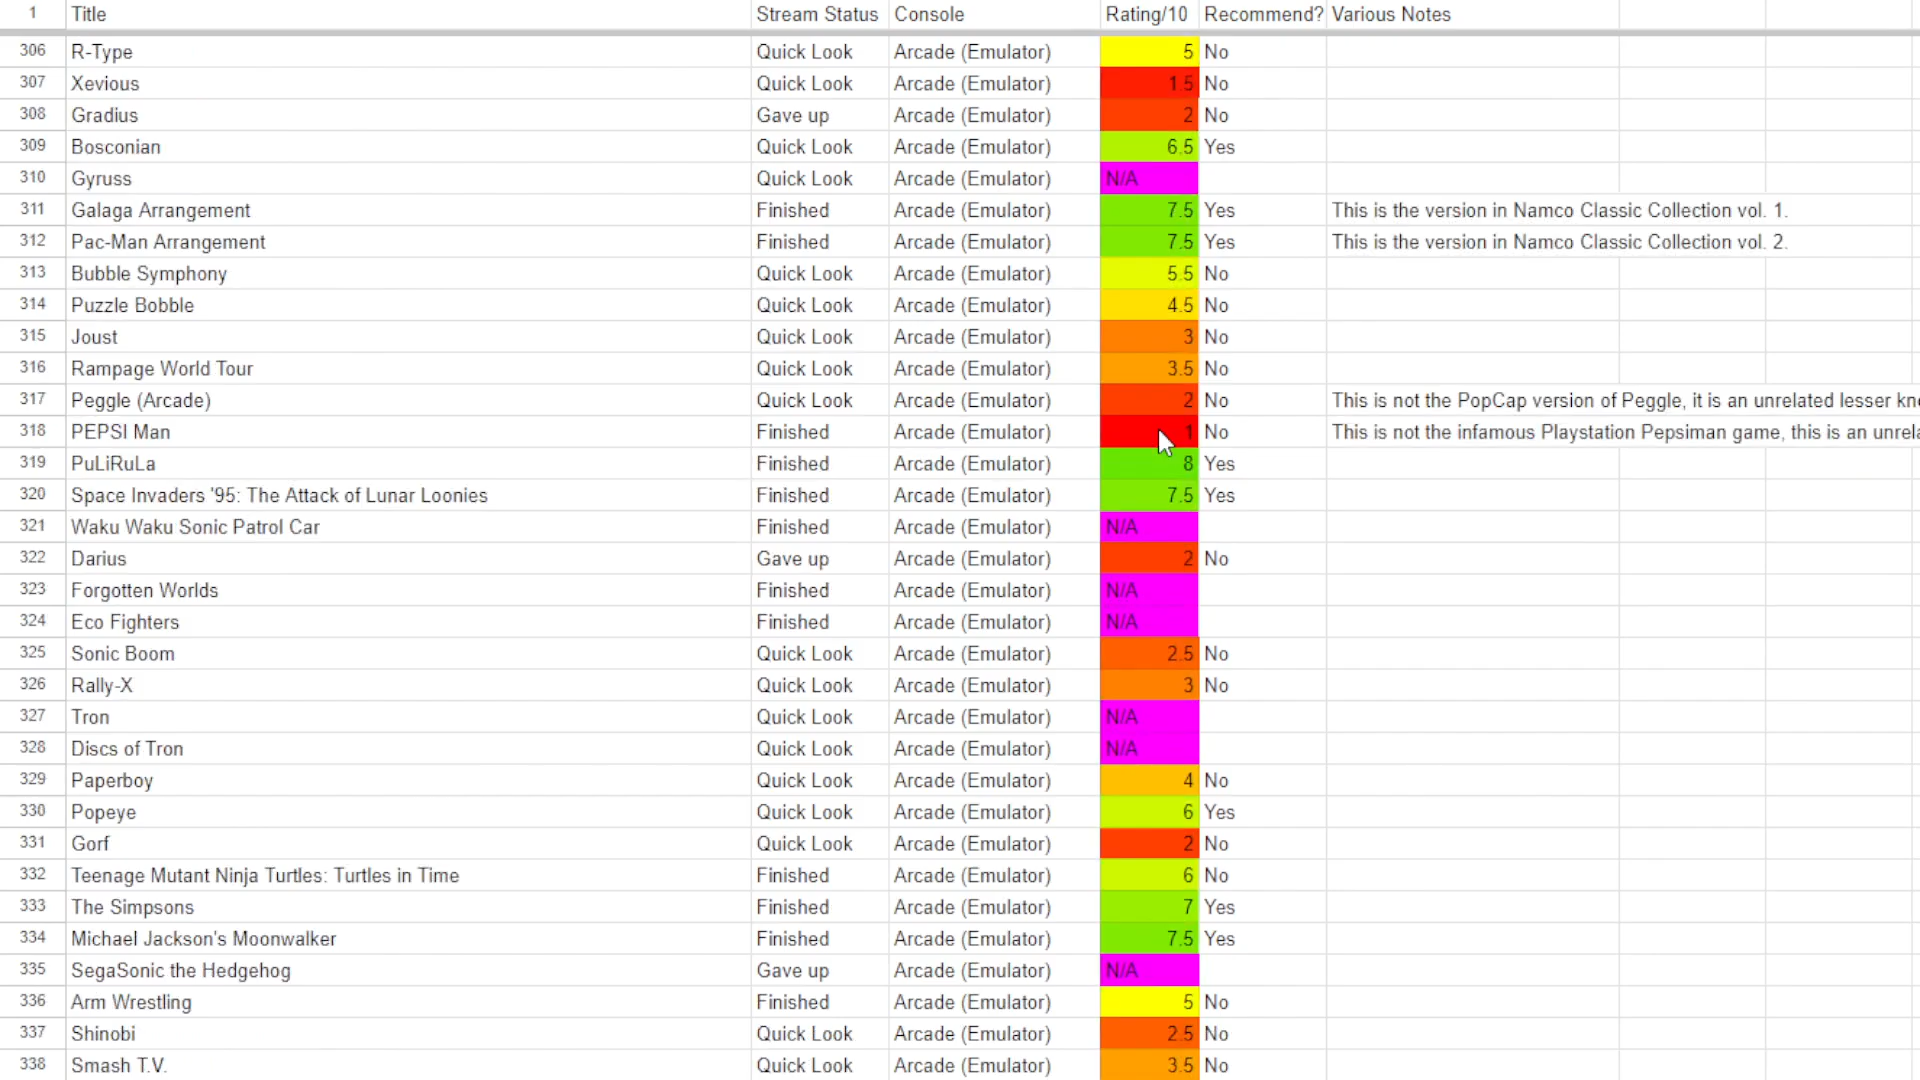 1 Title Stream Status Console Rating/10 Recommend? Various Notes
306 R-Type Quick Look Arcade (Emulator) 5 No
307 Xevious Quick Look Arcade (Emulator) 1.5 No
308 Gradius Gave up Arcade (Emulator) 2 No
309 Bosconian Quick Look Arcade (Emulator) 6.5 Yes
310 Gyruss Quick Look Arcade (Emulator) N/A
311 Galaga Arrangement Finished Arcade (Emulator) 7.5 Yes This is the version in Namco Classic Collection vol. 1.
312 Pac-Man Arrangement Finished Arcade (Emulator) 7.5 Yes This is the version in Namco Classic Collection vol. 2.
313 Bubble Symphony Quick Look Arcade (Emulator) 5.5 No
314 Puzzle Bobble Quick Look Arcade (Emulator) 4.5 No
315 Joust Quick Look Arcade (Emulator) 3 No
316 Rampage World Tour Quick Look Arcade (Emulator) 3.5 No
317 Peggle (Arcade) Quick Look Arcade (Emulator) 2 No This is not the PopCap version of Peggle, it is an unrelated lesser
318 PEPSI Man Finished Arcade (Emulator) 1 No This is not the infamous Playstation Pepsiman game, this is an
319 PuLiRuLa Finished Arcade (Emulator) 8 Yes
320 Space Invaders '95: The Attack of Lunar Loonies Finished Arcade (Emulator) 7.5 Yes
321 Waku Waku Sonic Patrol Car Finished Arcade (Emulator) N/A
322 Darius Gave up Arcade (Emulator) 2 No
323 Forgotten Worlds Finished Arcade (Emulator) N/A
324 Eco Fighters Finished Arcade (Emulator) N/A
325 Sonic Boom Quick Look Arcade (Emulator) 2.5 No
326 Rally-X Quick Look Arcade (Emulator) 3 No
327 Tron Quick Look Arcade (Emulator) N/A
328 Discs of Tron Quick Look Arcade (Emulator) N/A
329 Paperboy Quick Look Arcade (Emulator) 4 No
330 Popeye Quick Look Arcade (Emulator) 6 Yes
331 Gorf Quick Look Arcade (Emulator) 2 No
332 Teenage Mutant Ninja Turtles: Turtles in Time Finished Arcade (Emulator) 6 No
333 The Simpsons Finished Arcade (Emulator) 7 Yes
334 Michael Jackson's Moonwalker Finished Arcade (Emulator) 7.5 Yes
335 SegaSonic the Hedgehog Gave up Arcade (Emulator) N/A
336 Arm Wrestling Finished Arcade (Emulator) 5 No
337 Shinobi Quick Look Arcade (Emulator) 2.5 No
338 Smash T.V. Quick Look Arcade (Emulator) 3.5 No